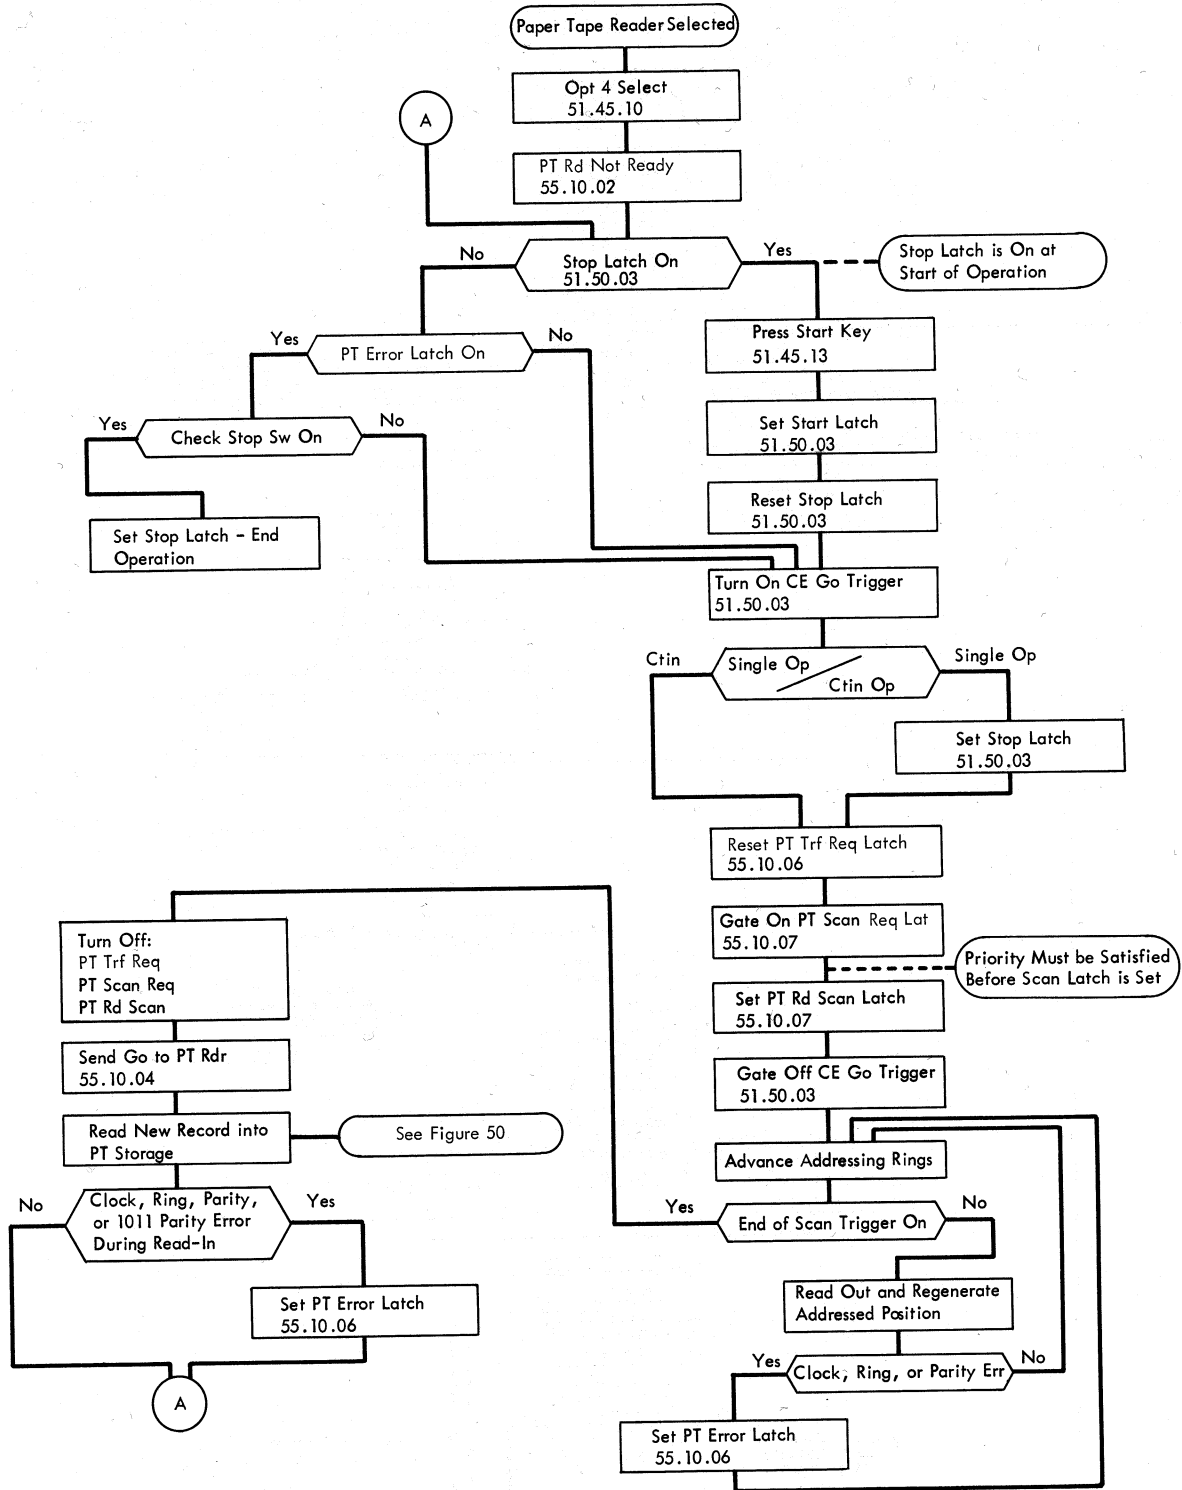 Paper Tape Reader Selected
Opt 4 Select
51.45.10
A
PT Rd Not Ready
55.10.02
No
Stop Latch On
51.50.03
Yes
Stop Latch is On at
Start of Operation
Yes
PT Error Latch On
No
Press Start Key
51.45.13
Yes
Check Stop Sw On
No
Set Start Latch
51.50.03
Reset Stop Latch
51.50.03
Set Stop Latch - End
Operation
Turn On CE Go Trigger
51.50.03
Ctin
Single Op
Ctin Op
Single Op
Set Stop Latch
51.50.03
Reset PT Trf Req Latch
55.10.06
Gate On PT Scan Req Lat
55.10.07
Priority Must be Satisfied
Before Scan Latch is Set
Set PT Rd Scan Latch
55.10.07
Gate Off CE Go Trigger
51.50.03
Advance Addressing Rings
Yes
End of Scan Trigger On
No
Read Out and Regenerate
Addressed Position
Yes
Clock, Ring, or Parity Err
No
Set PT Error Latch
55.10.06
Turn Off:
PT Trf Req
PT Scan Req
PT Rd Scan
Send Go to PT Rdr
55.10.04
Read New Record into
PT Storage
See Figure 50
No
Clock, Ring, Parity,
or 1011 Parity Error
During Read-In
Yes
Set PT Error Latch
55.10.06
A